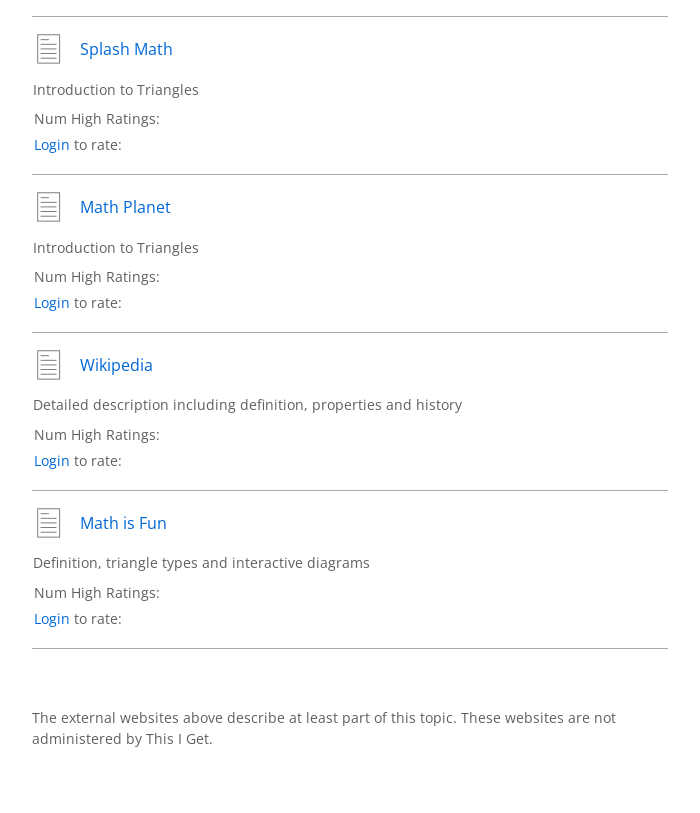 Splash Math
Introduction to Triangles
Num High Ratings:
Login to rate:
Math Planet
Introduction to Triangles
Num High Ratings:
Login to rate:
Wikipedia
Detailed description including definition, properties and history
Num High Ratings:
Login to rate:
Math is Fun
Definition, triangle types and interactive diagrams
Num High Ratings:
Login to rate:
The external websites above describe at least part of this topic. These websites are not
administered by This I Get.